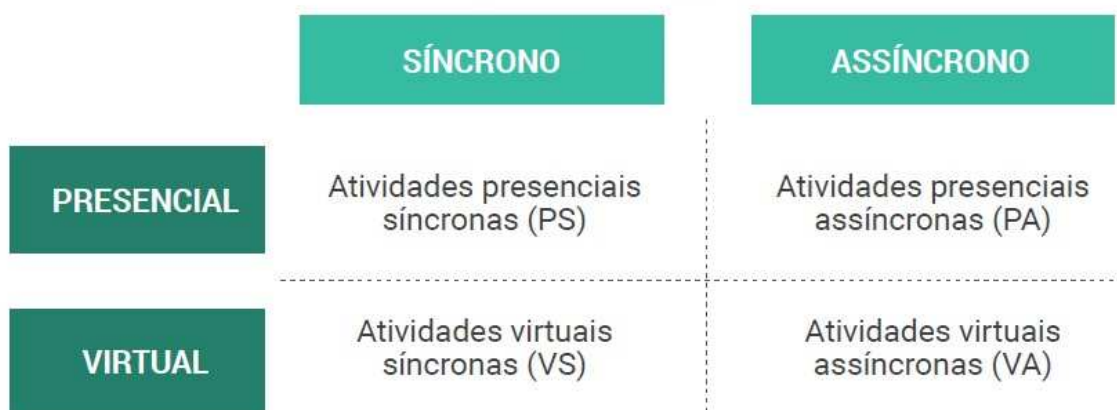 SÍNCRONO
ASSÍNCRONO
PRESENCIAL
Atividades presenciais
síncronas (PS)
Atividades presenciais
assíncronas (PA)
VIRTUAL
Atividades virtuais
síncronas (VS)
Atividades virtuais
assíncronas (VA)